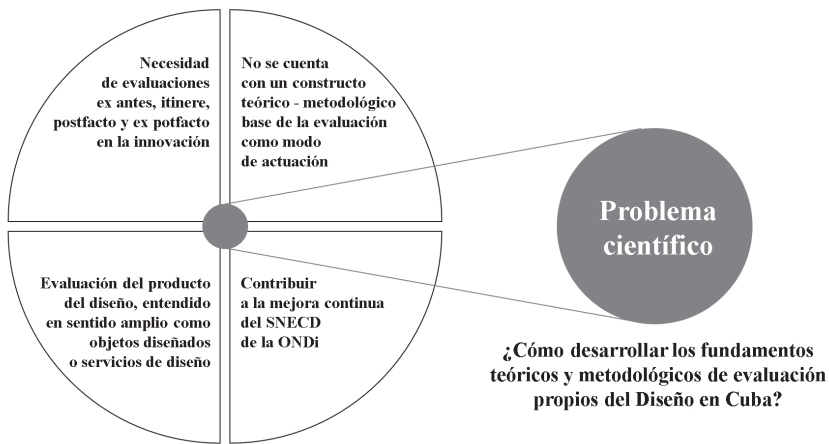 Necesidad
de evaluaciones
ex antes, itinere,
postfacto y ex potfacto
en la innovación
No se cuenta
con un constructo
teórico - metodológico
base de la evaluación
como modo
de actuación
Evaluación del producto
del diseño, entendido
en sentido amplio como
objetos diseñados
o servicios de diseño
Contribuir
a la mejora continua
del SNECD
de la ONDi
Problema
científico
¿Cómo desarrollar los fundamentos
teóricos y metodológicos de evaluación
propios del Diseño en Cuba?